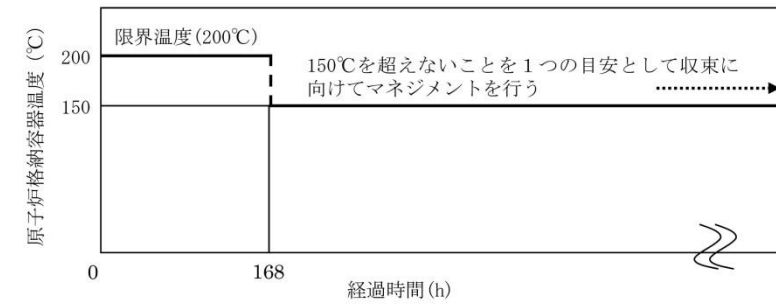 原子炉格納容器温度 (℃)
200
150
限界温度(200℃)
150℃を超えないことを１つの目安として収束に
向けてマネジメントを行う
0
168
経過時間(h)